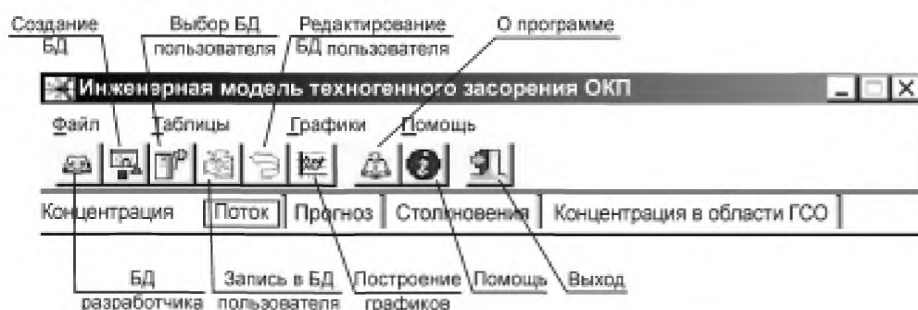 Создание БД
Выбор БД пользователя
Редактирование БД пользователя
О программе
Инженерная модель техногенного засорения ОКП
Файл Таблицы Графики Помощь
Концентрация Поток Прогноз Столкновения Концентрация в области ГСО
БД разработчика
Запись в БД пользователя
Построение графиков
Помощь
Выход